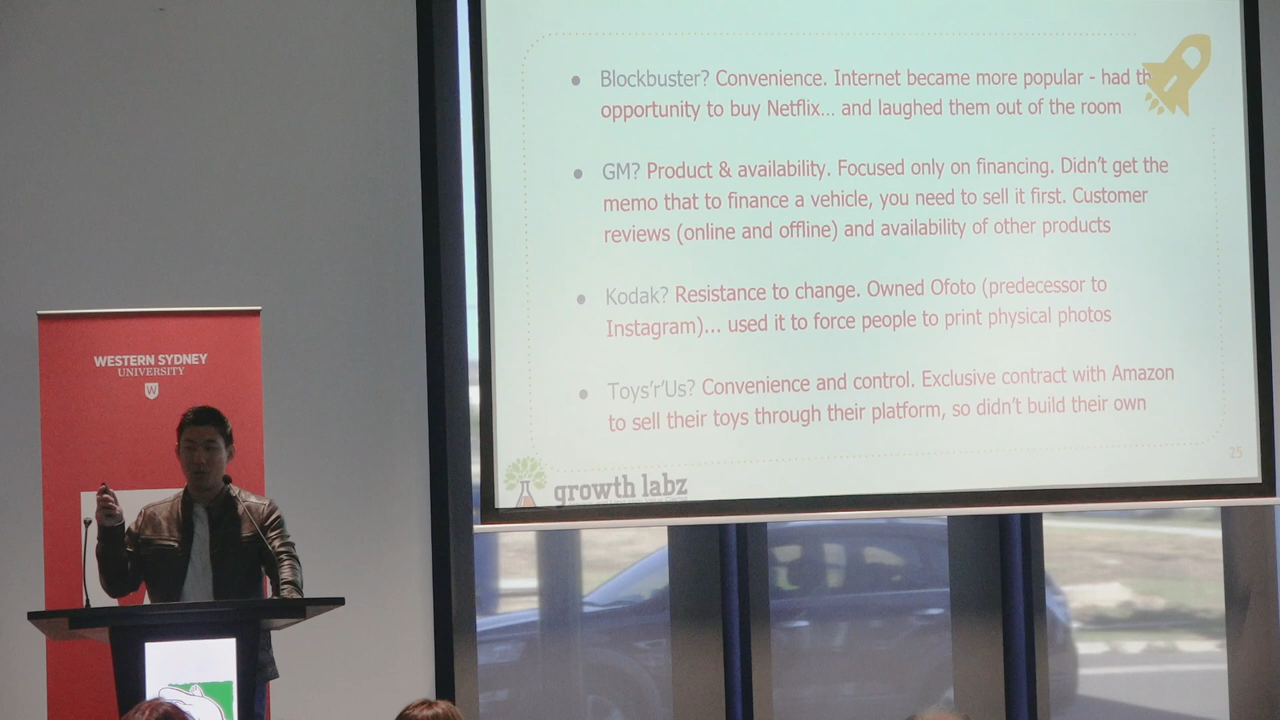 Blockbuster? Convenience. Internet became more popular - had th
opportunity to buy Netflix... and laughed them out of the room
GM? Product & availability. Focused only on financing. Didn't get the
memo that to finance a vehicle, you need to sell it first. Customer
reviews (online and offline) and availability of other products
Kodak? Resistance to change. Owned Ofoto (predecessor to
Instagram)... used it to force people to print physical photos
Toys'r'Us? Convenience and control. Exclusive contract with Amazon
to sell their toys through their platform, so didn't build their own
25
growth labz
WESTERN SYDNEY
UNIVERSITY
W